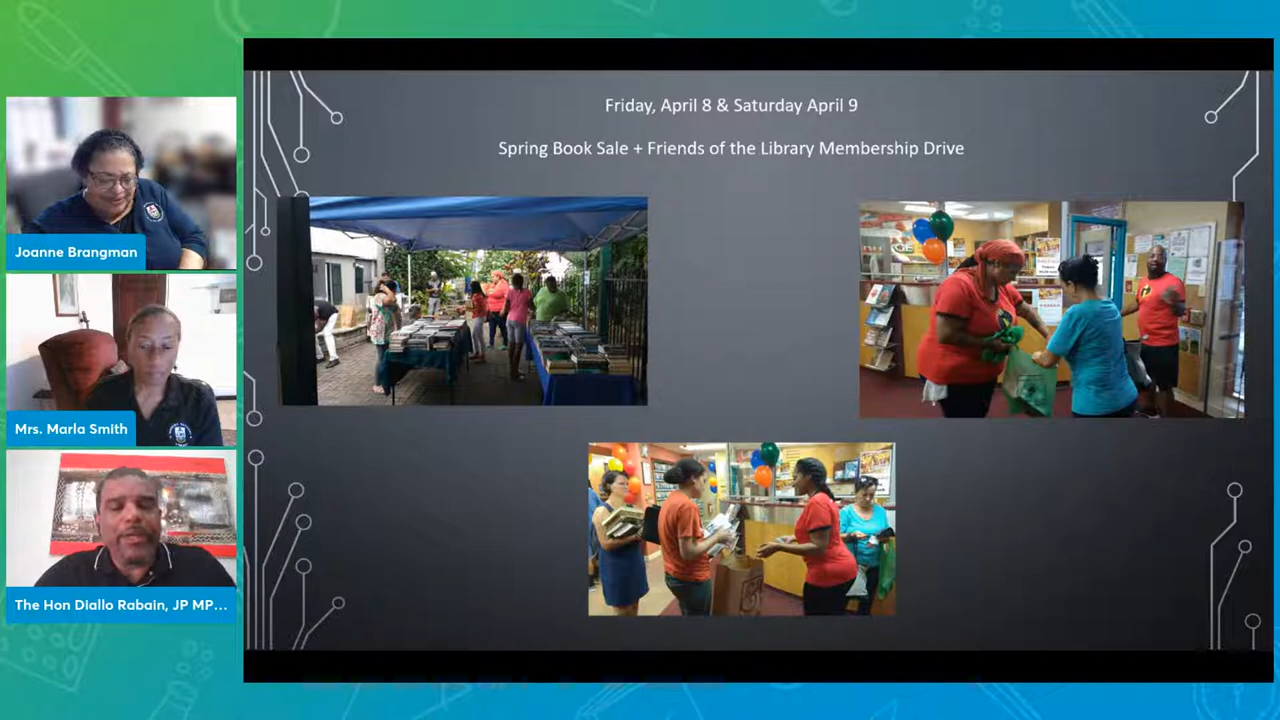 Friday, April 8 & Saturday April 9
Spring Book Sale + Friends of the Library Membership Drive
Joanne Brangman
Mrs. Marla Smith
The Hon Diallo Rabain, JP MP...